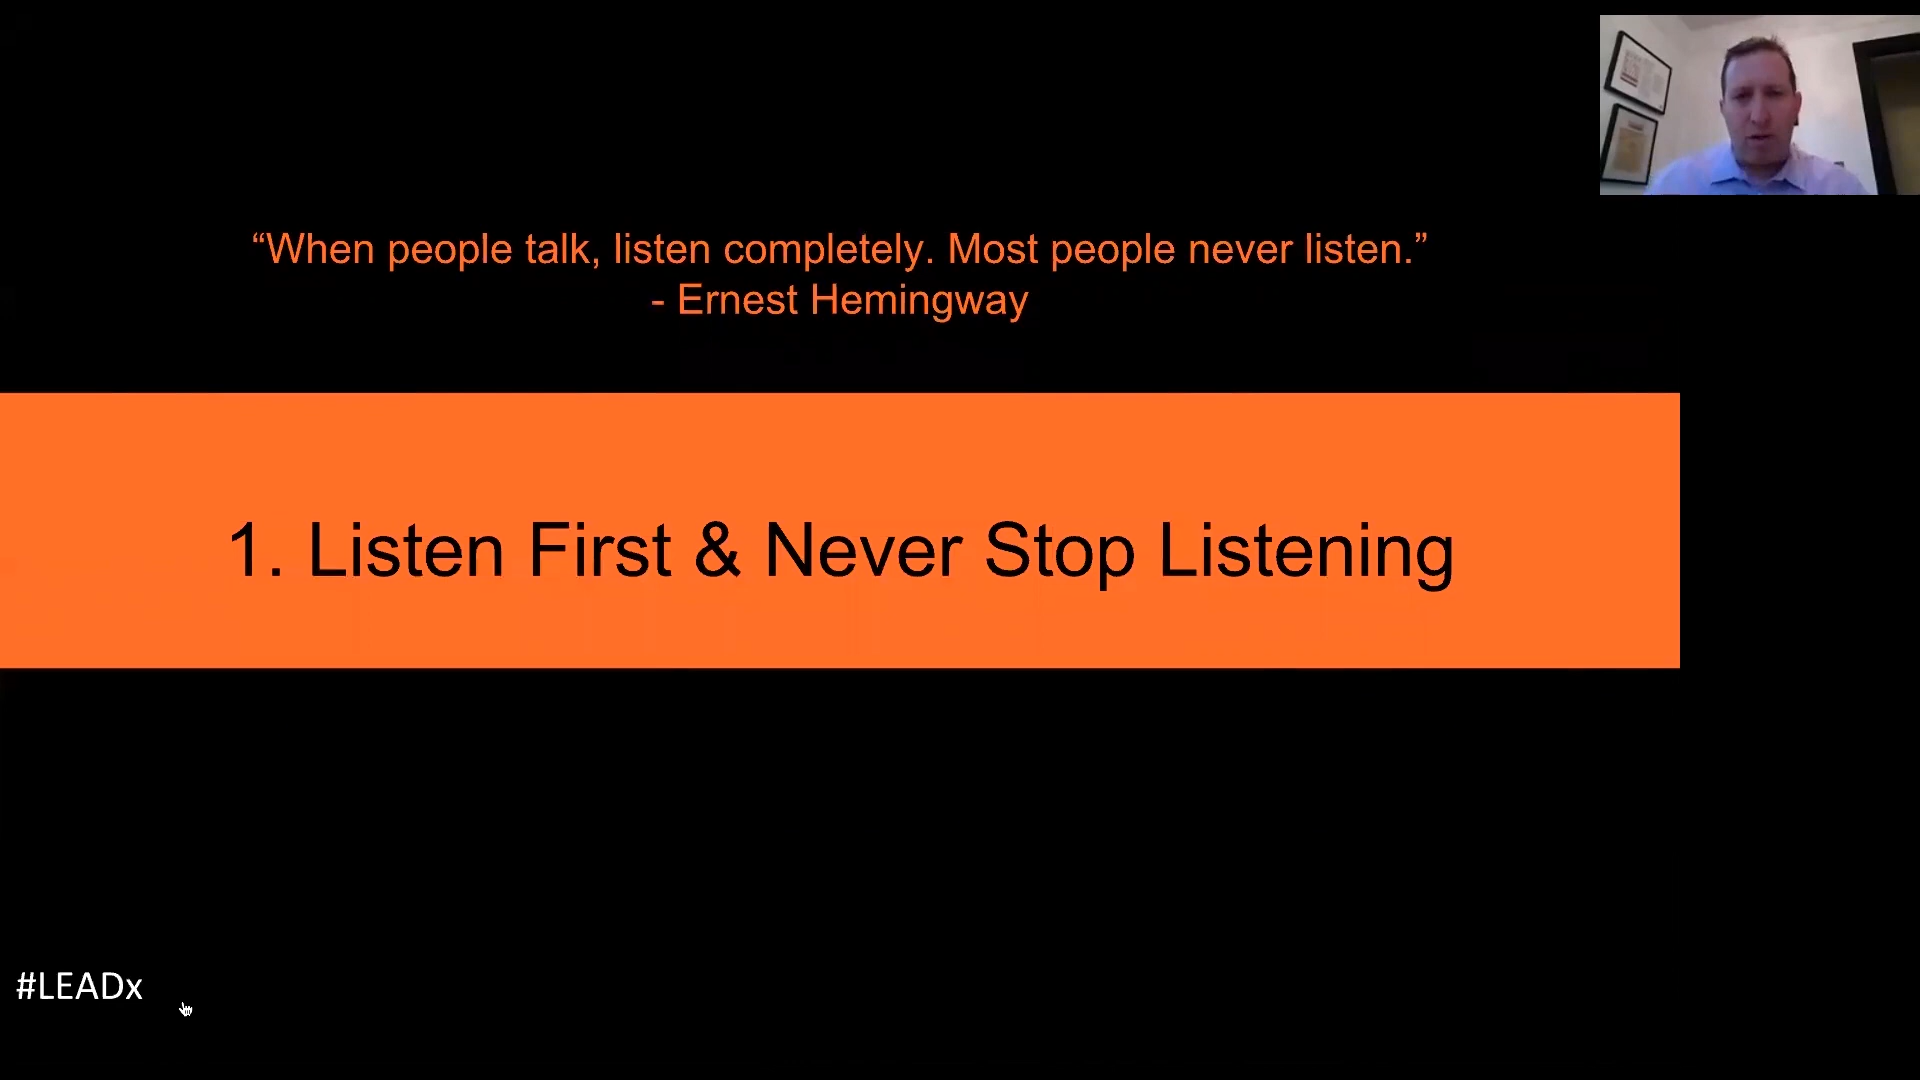 “When people talk, listen completely. Most people never listen.”
- Ernest Hemingway
1. Listen First & Never Stop Listening
#LEADx